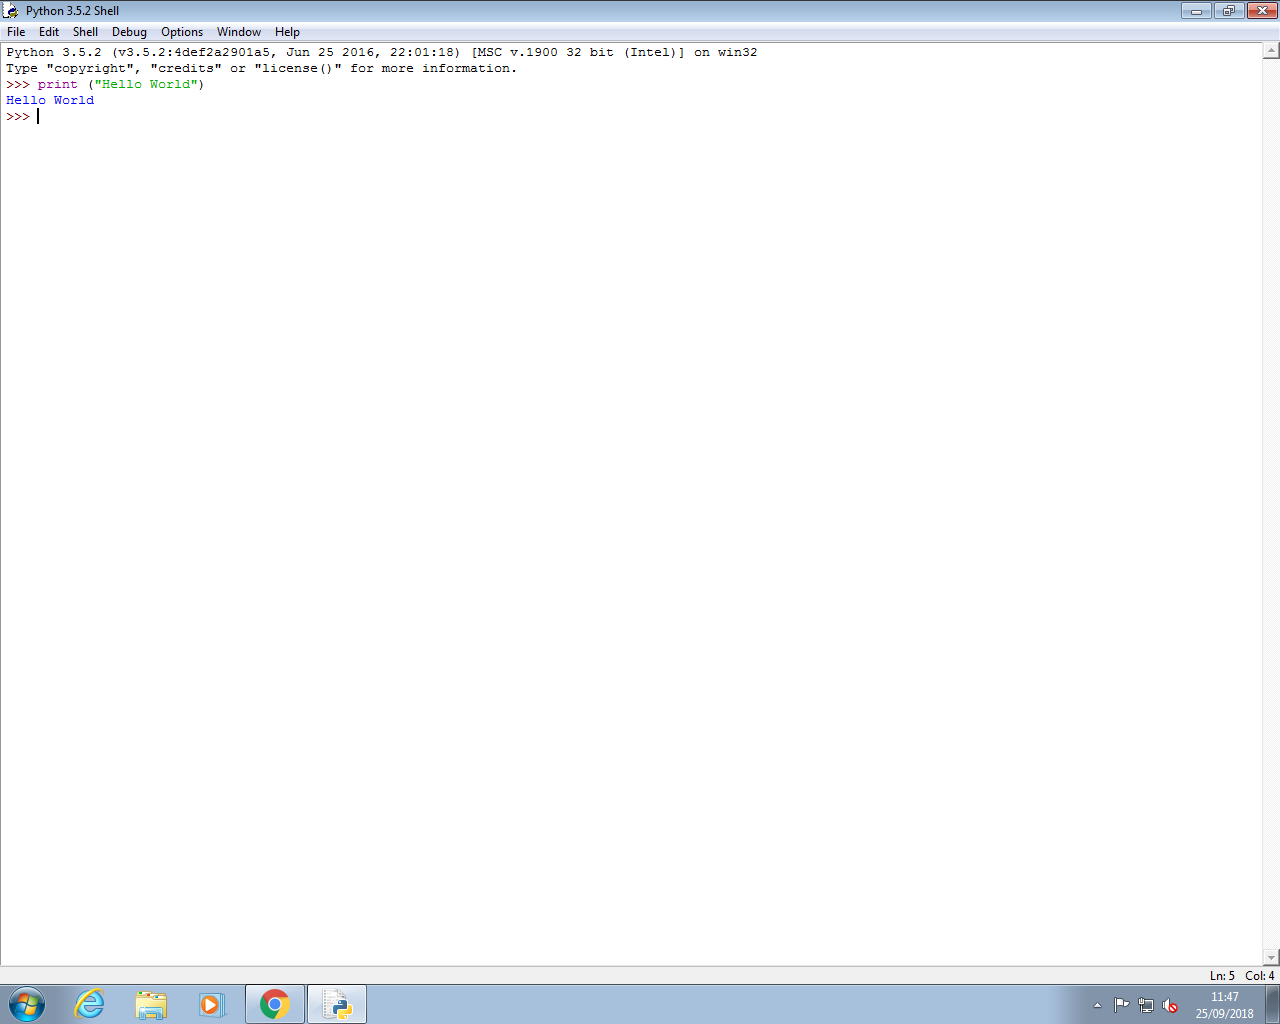 Python 3.5.2 Shell
File Edit Shell Debug Options Window Help
Python 3.5.2 (v3.5.2:4def2a2901a5, Jun 25 2016, 22:01:18) [MSC v.1900 32 bit (Intel)] on win32
Type "copyright", "credits" or "license()" for more information.
>>> print ("Hello World")
Hello World
>>>
Ln: 5 Col: 4
11:47
25/09/2018